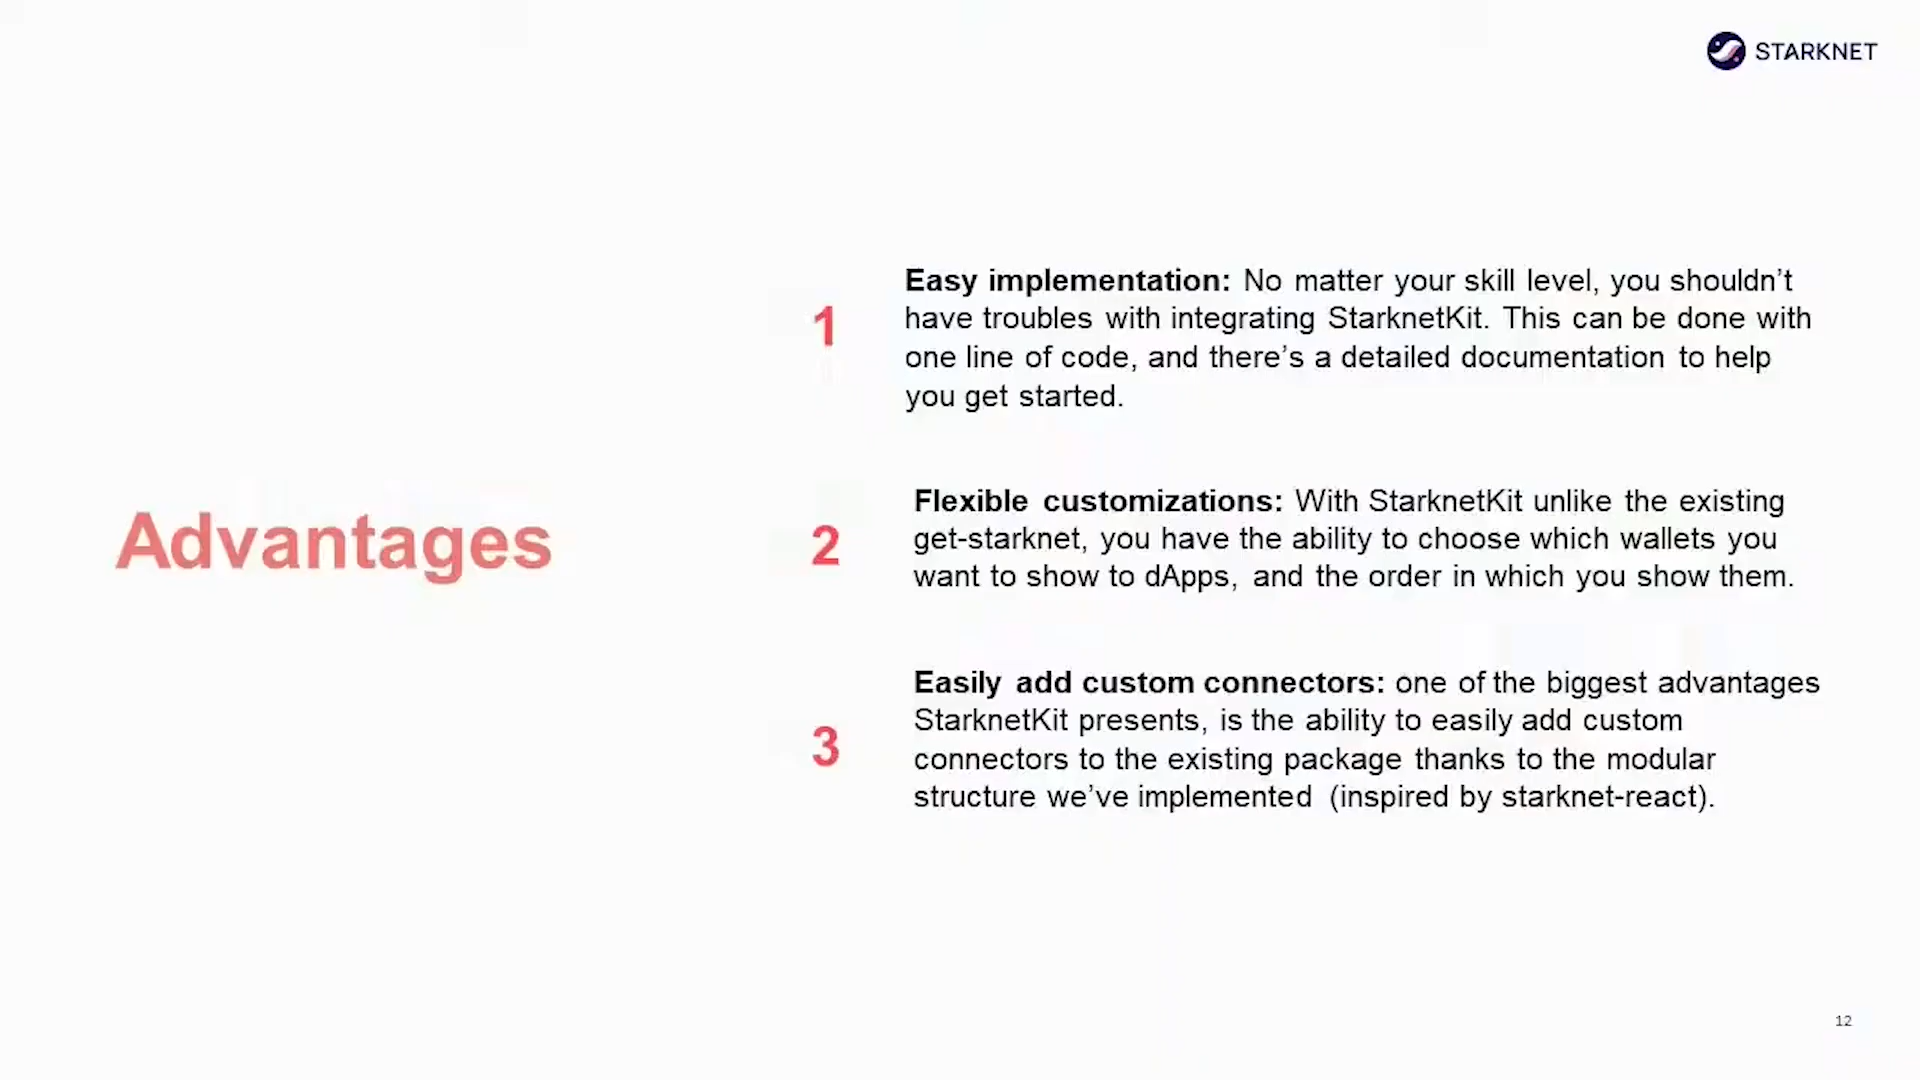 STARKNET
Advantages
1
Easy implementation: No matter your skill level, you shouldn’t
have troubles with integrating StarknetKit. This can be done with
one line of code, and there’s a detailed documentation to help
you get started.
2
Flexible customizations: With StarknetKit unlike the existing
get-starknet, you have the ability to choose which wallets you
want to show to dApps, and the order in which you show them.
3
Easily add custom connectors: one of the biggest advantages
StarknetKit presents, is the ability to easily add custom
connectors to the existing package thanks to the modular
structure we’ve implemented (inspired by starknet-react).
12